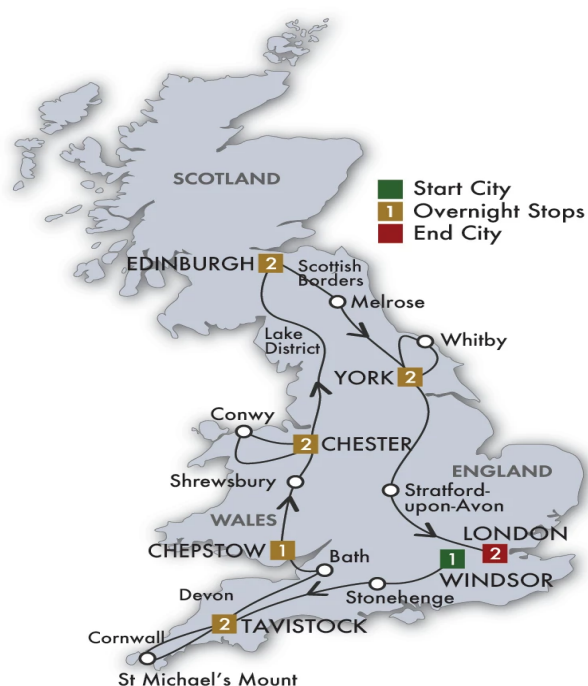 SCOTLAND
Start City
1 Overnight Stops
End City
EDINBURGH 2
Scottish
Borders
Melrose
Lake
District
Whitby
YORK 2
Conwy
2 CHESTER
ENGLAND
Shrewsbury
Stratford-
upon-Avon
WALES
LONDON
CHEPSTOW 1
Bath
1 2
WINDSOR
Devon
Stonehenge
2 TAVISTOCK
Cornwall
St Michael's Mount